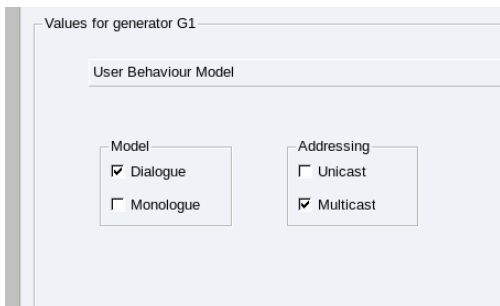 Values for generator G1
User Behaviour Model
Model
Addressing
Dialogue
Unicast
Monologue
Multicast